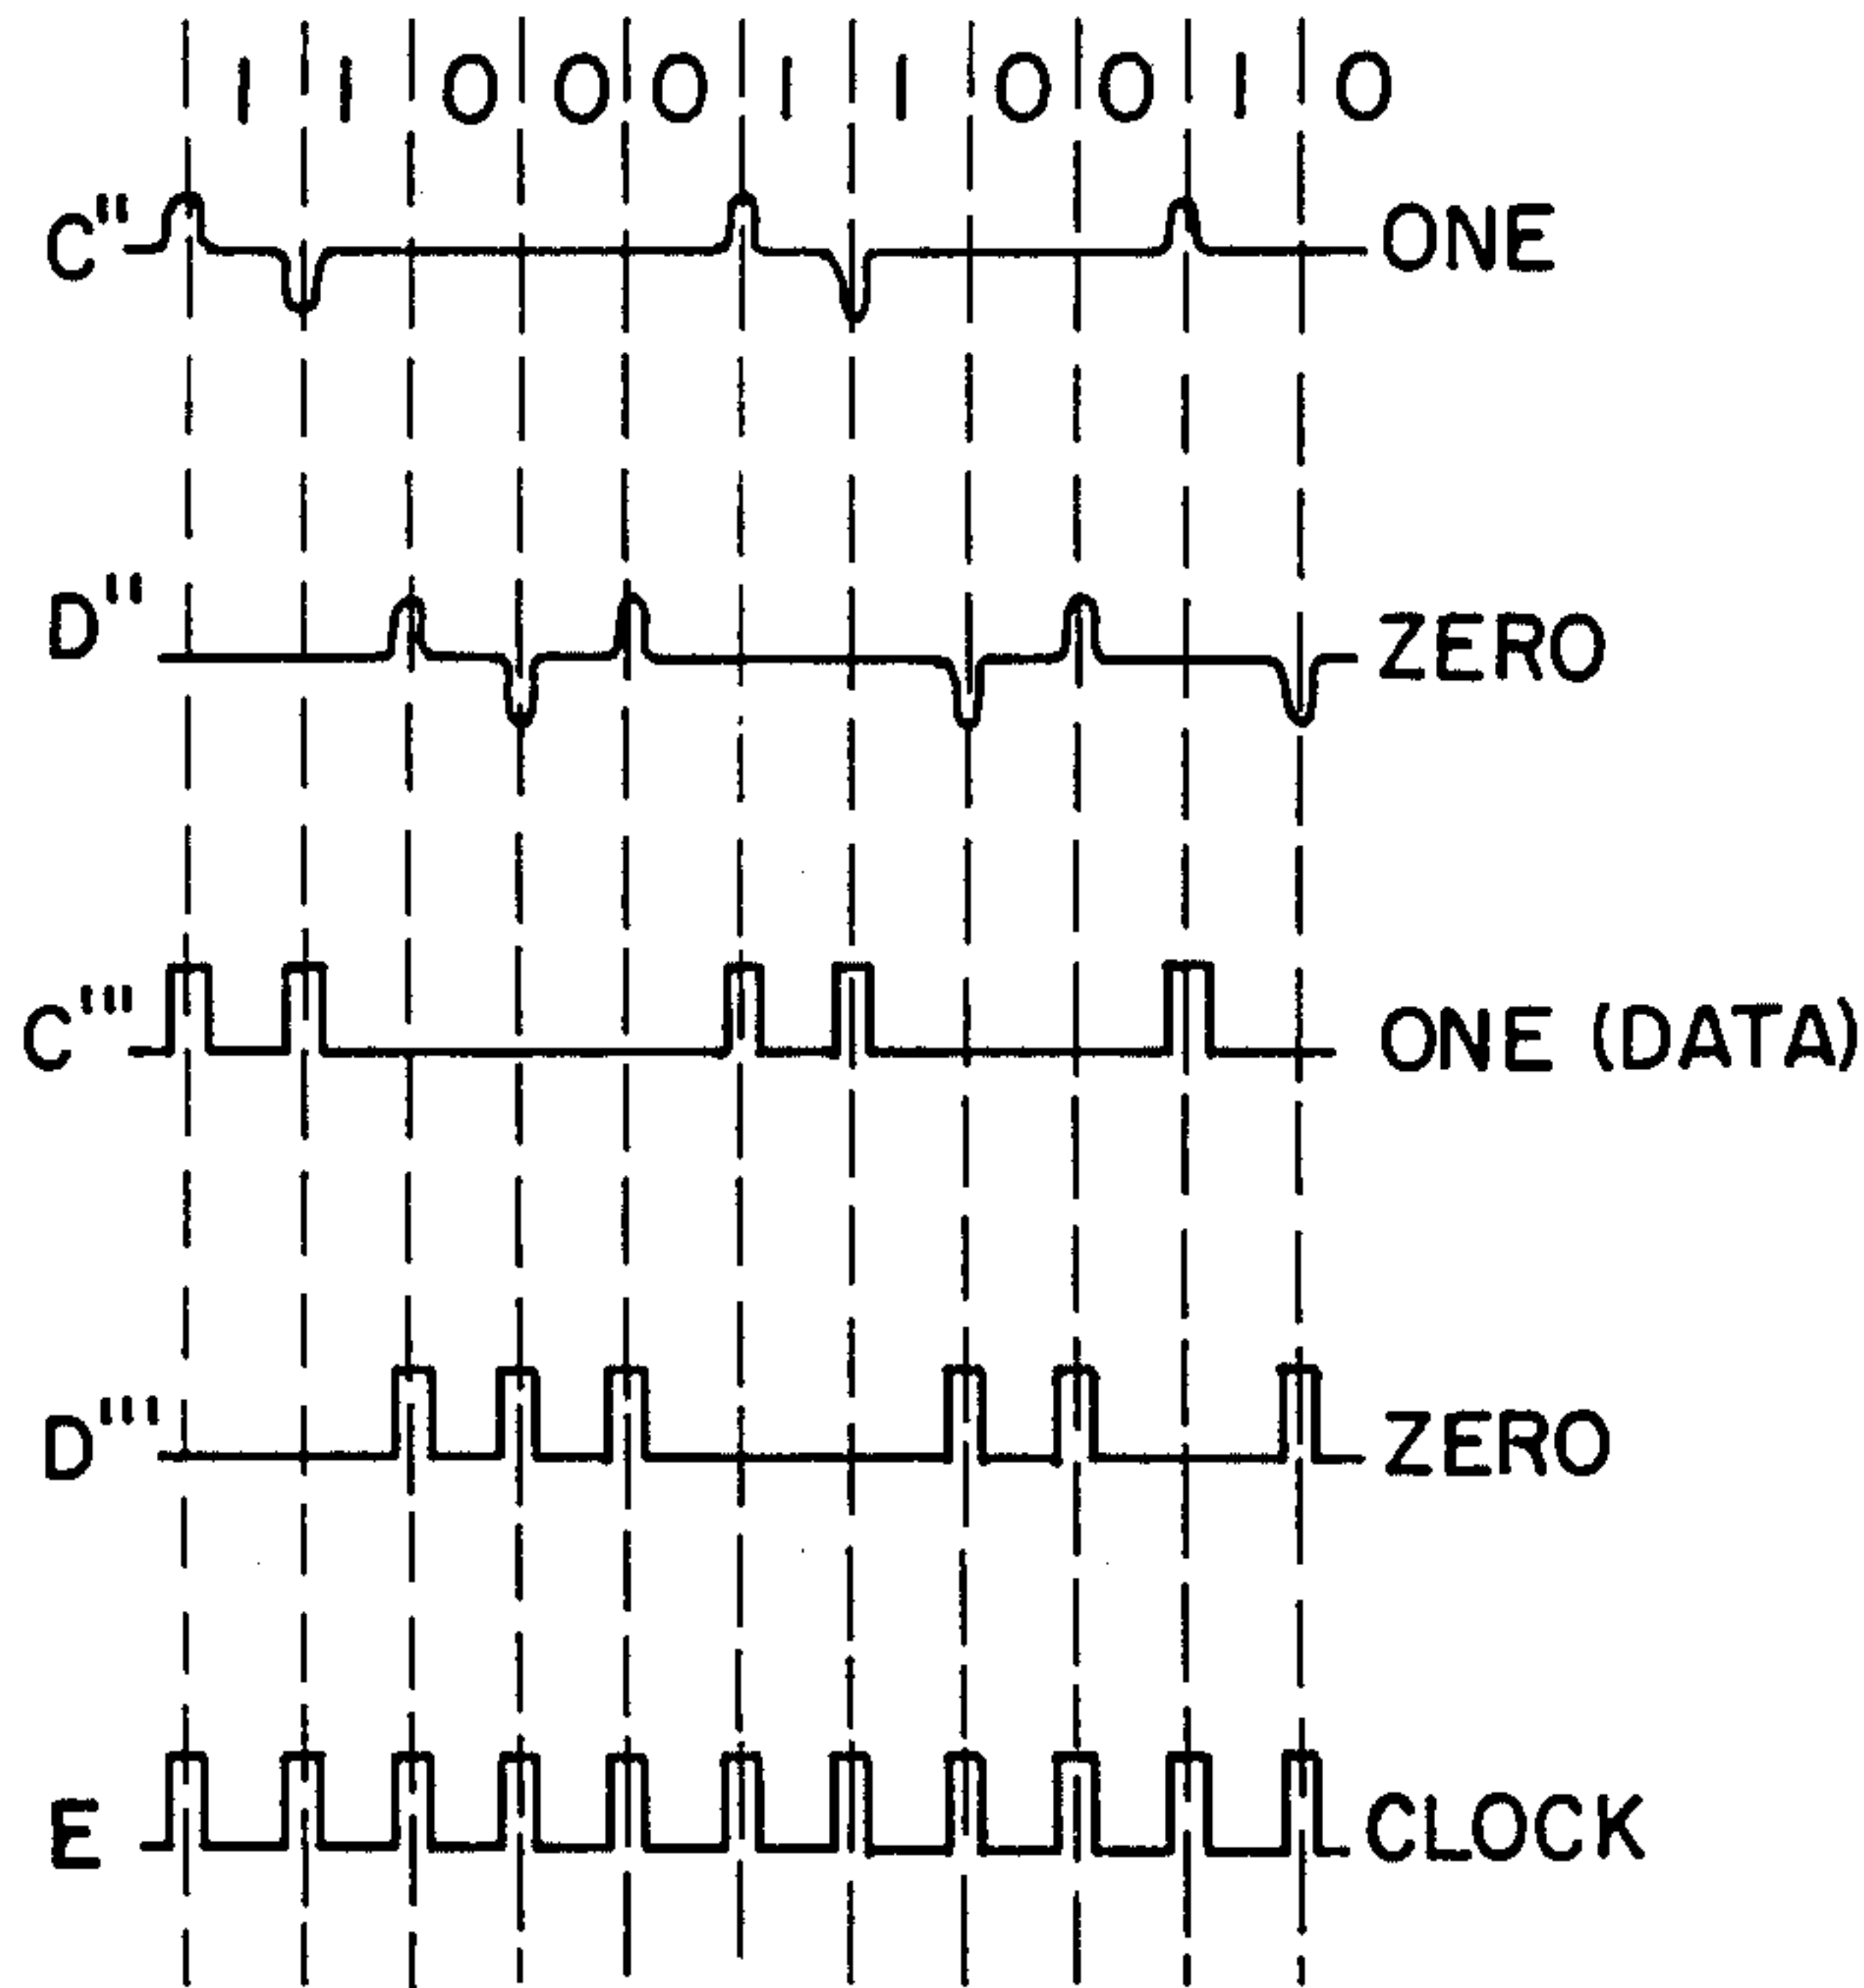 1 1 0 0 0 1 1 0 0 1 0
C" ONE
D" ZERO
C''' ONE (DATA)
D''' ZERO
E CLOCK